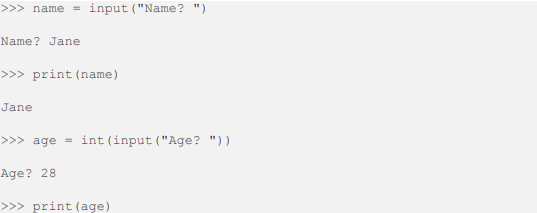 >>> name = input("Name? ")
Name? Jane
>>> print(name)
Jane
>>> age = int(input("Age? "))
Age? 28
>>> print(age)